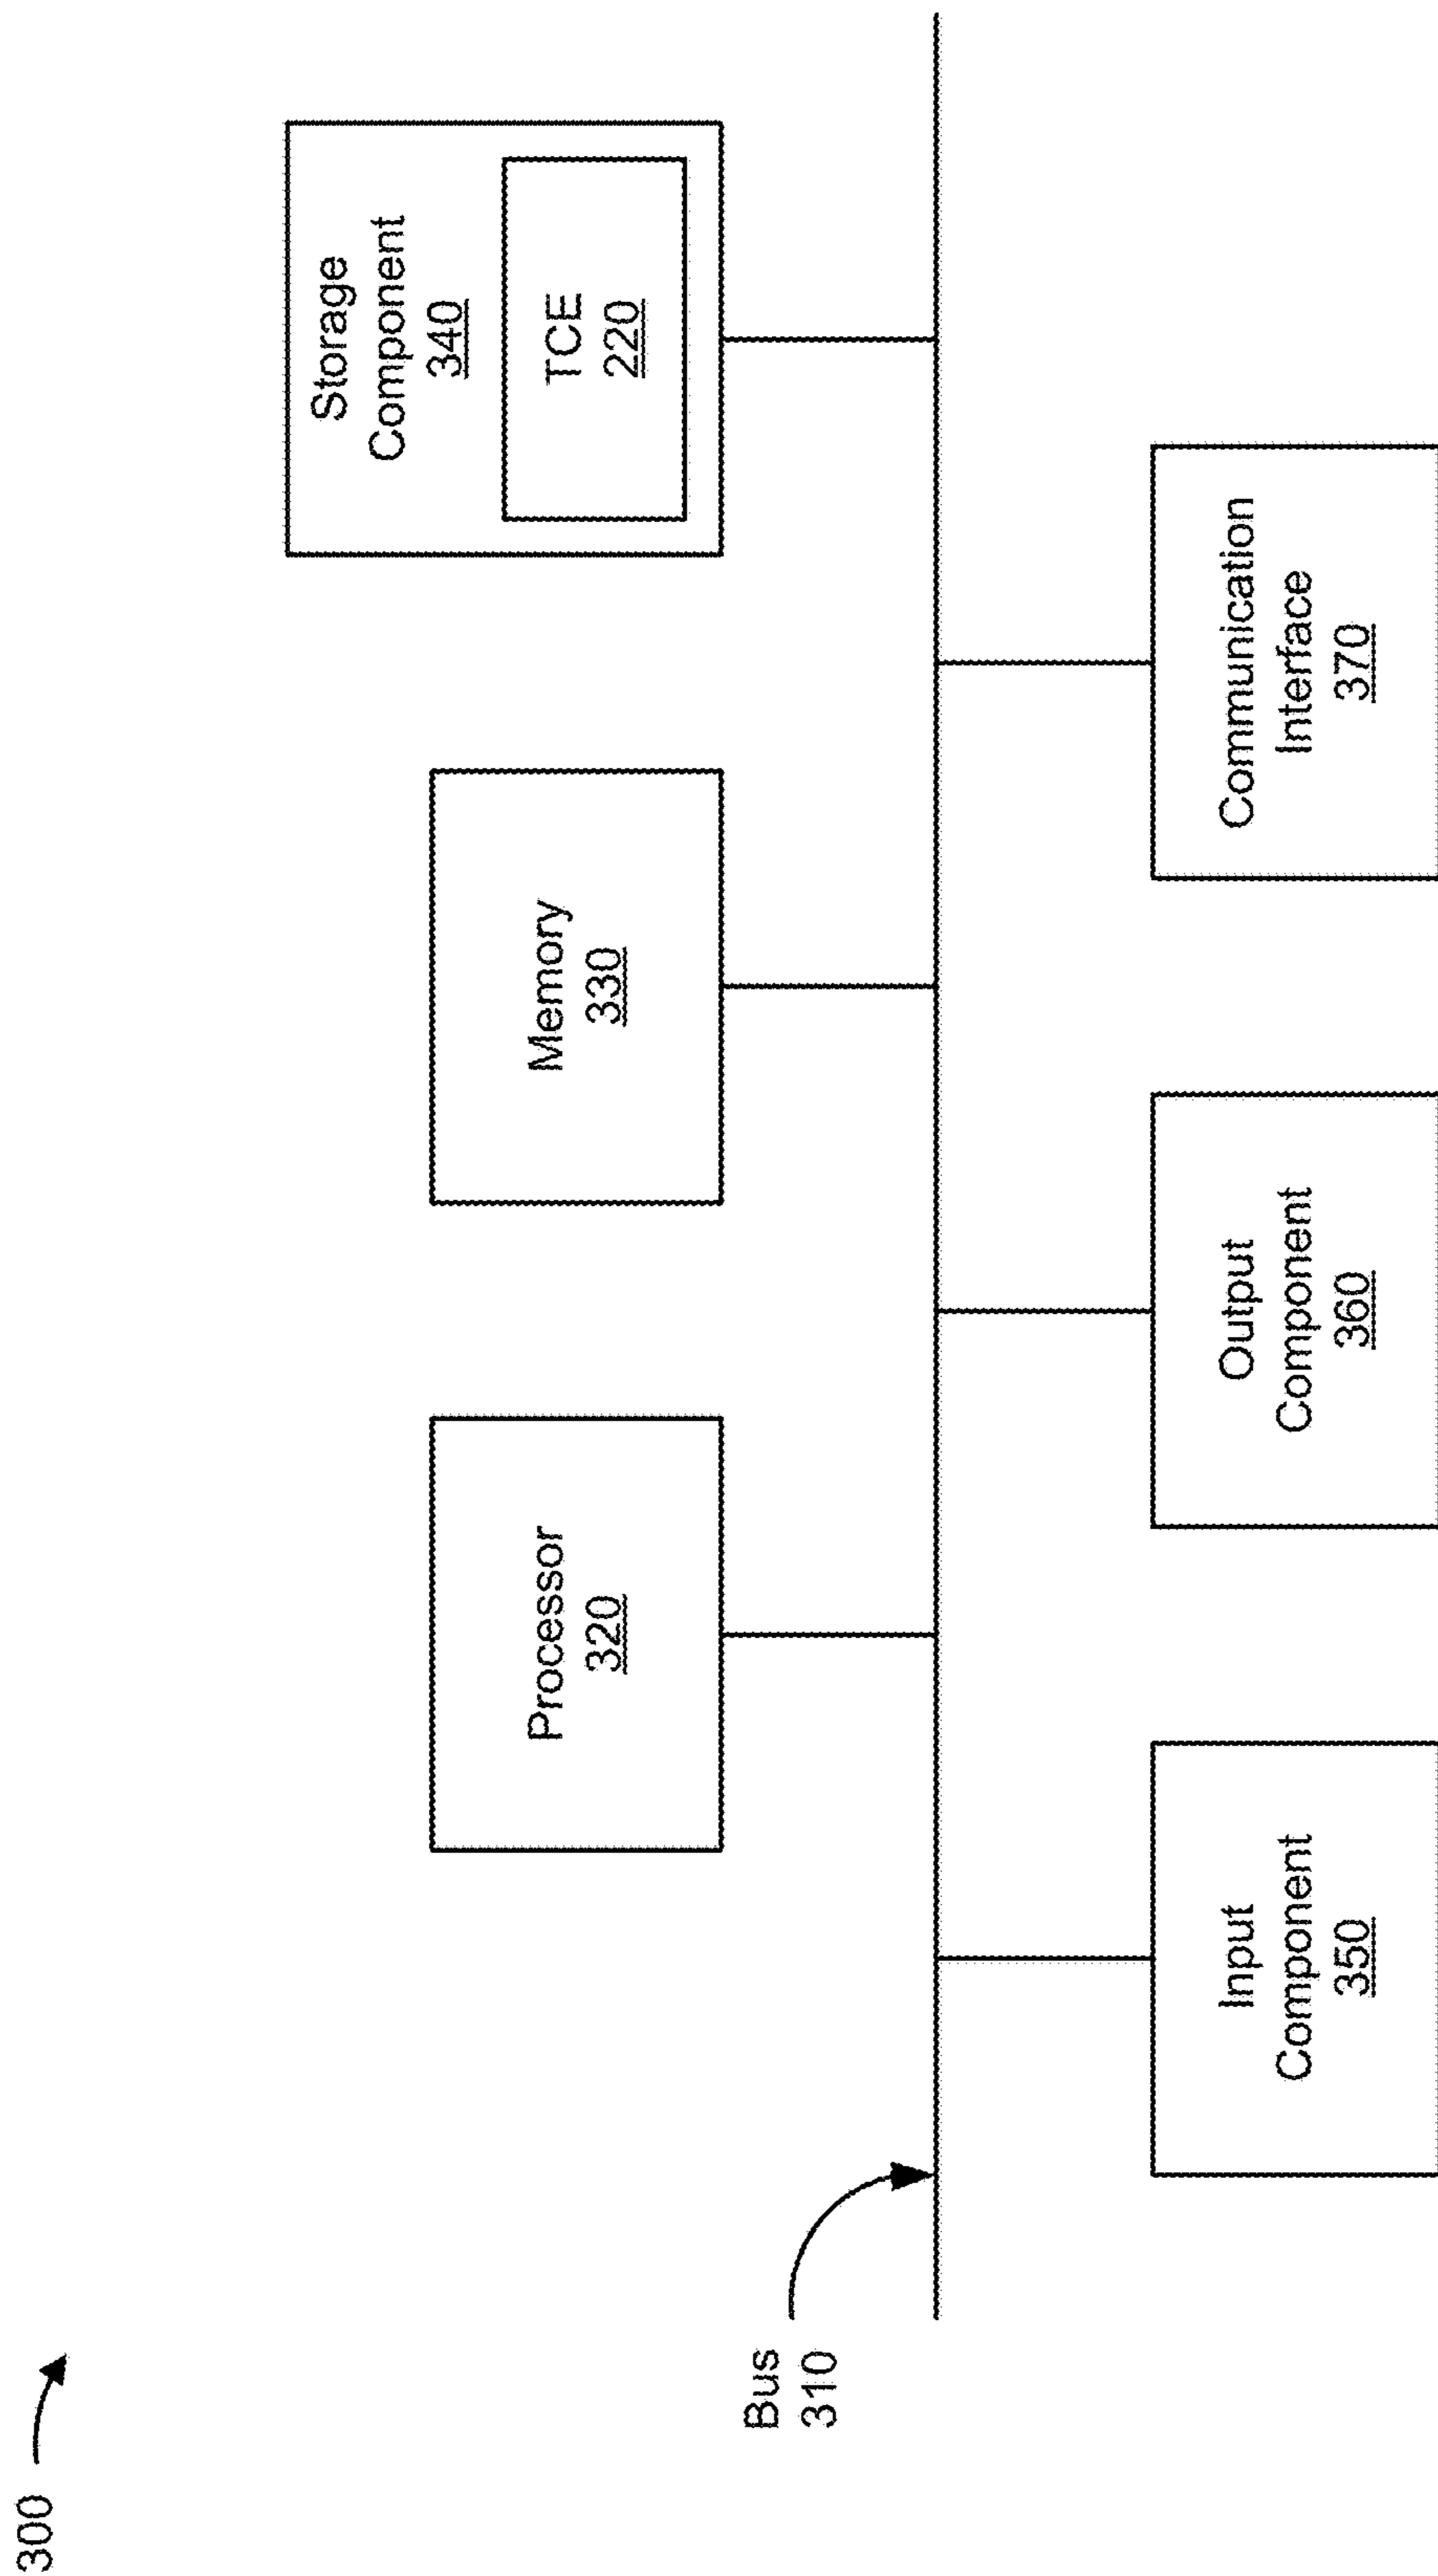 300
Bus
310
Processor
320
Memory
330
Storage
Component
340
TCE
220
Input
Component
350
Output
Component
360
Communication
Interface
370